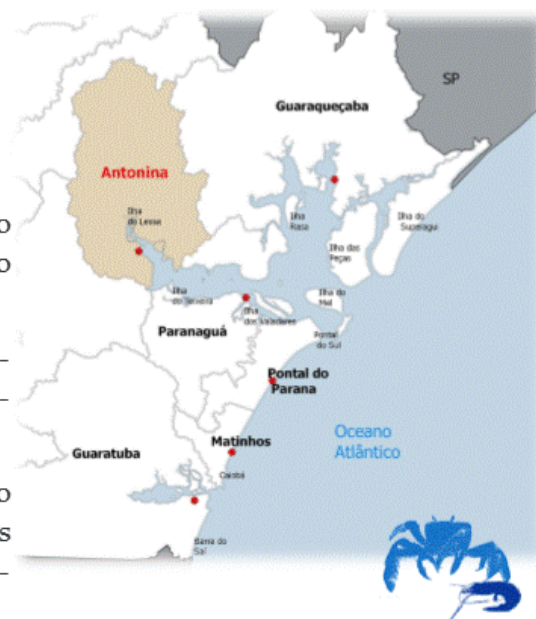 SP
Guaraqueçaba
Antonina
Ilha
do Lessa
Ilha
Rasa
Ilha do
Superagui
o
o
Ilha das
Peças
Ilha
do Teixeira
Ilha do
Mel
Ilha
dos Valadares
Paranaguá
Pontal
do Sul
–
Pontal do
Parana
–
Oceano
Atlântico
Matinhos
Guaratuba
Caiobá
o
s
Barra do
Saí
–